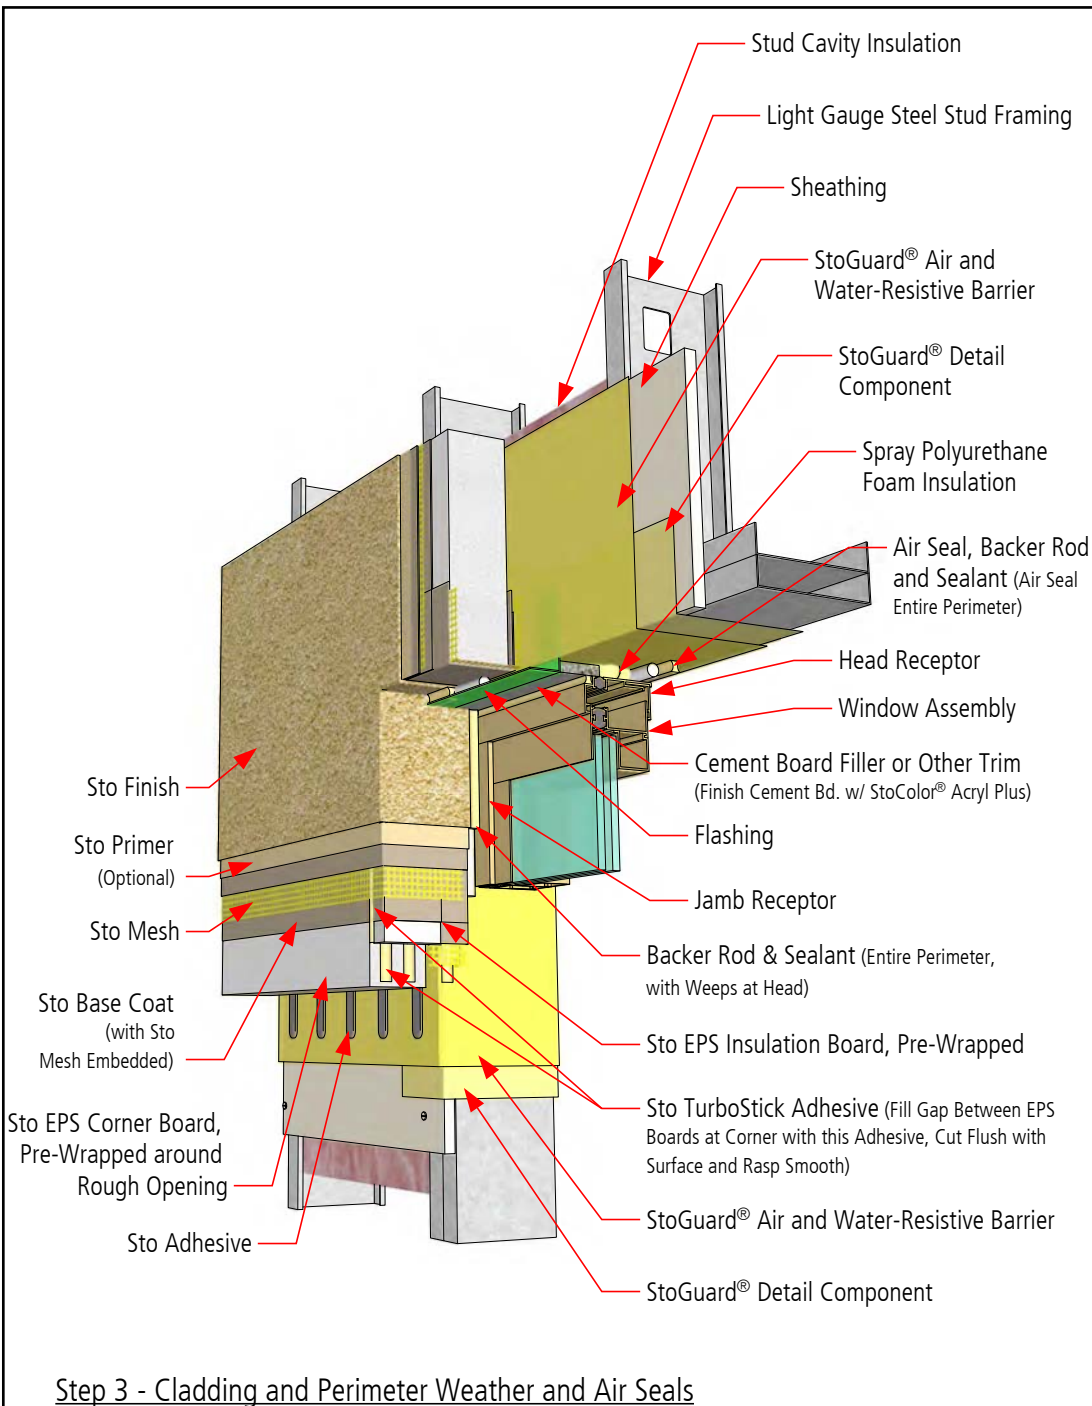 Stud Cavity Insulation
Light Gauge Steel Stud Framing
Sheathing
StoGuard® Air and
Water-Resistive Barrier
StoGuard® Detail
Component
Spray Polyurethane
Foam Insulation
Air Seal, Backer Rod
and Sealant (Air Seal
Entire Perimeter)
Head Receptor
Window Assembly
Cement Board Filler or Other Trim
(Finish Cement Bd. w/ StoColor® Acryl Plus)
Flashing
Jamb Receptor
Backer Rod & Sealant (Entire Perimeter,
with Weeps at Head)
Sto EPS Insulation Board, Pre-Wrapped
Sto TurboStick Adhesive (Fill Gap Between EPS
Boards at Corner with this Adhesive, Cut Flush with
Surface and Rasp Smooth)
StoGuard® Air and Water-Resistive Barrier
StoGuard® Detail Component
Sto Finish
Sto Primer
(Optional)
Sto Mesh
Sto Base Coat
(with Sto
Mesh Embedded)
Sto EPS Corner Board,
Pre-Wrapped around
Rough Opening
Sto Adhesive
Step 3 - Cladding and Perimeter Weather and Air Seals